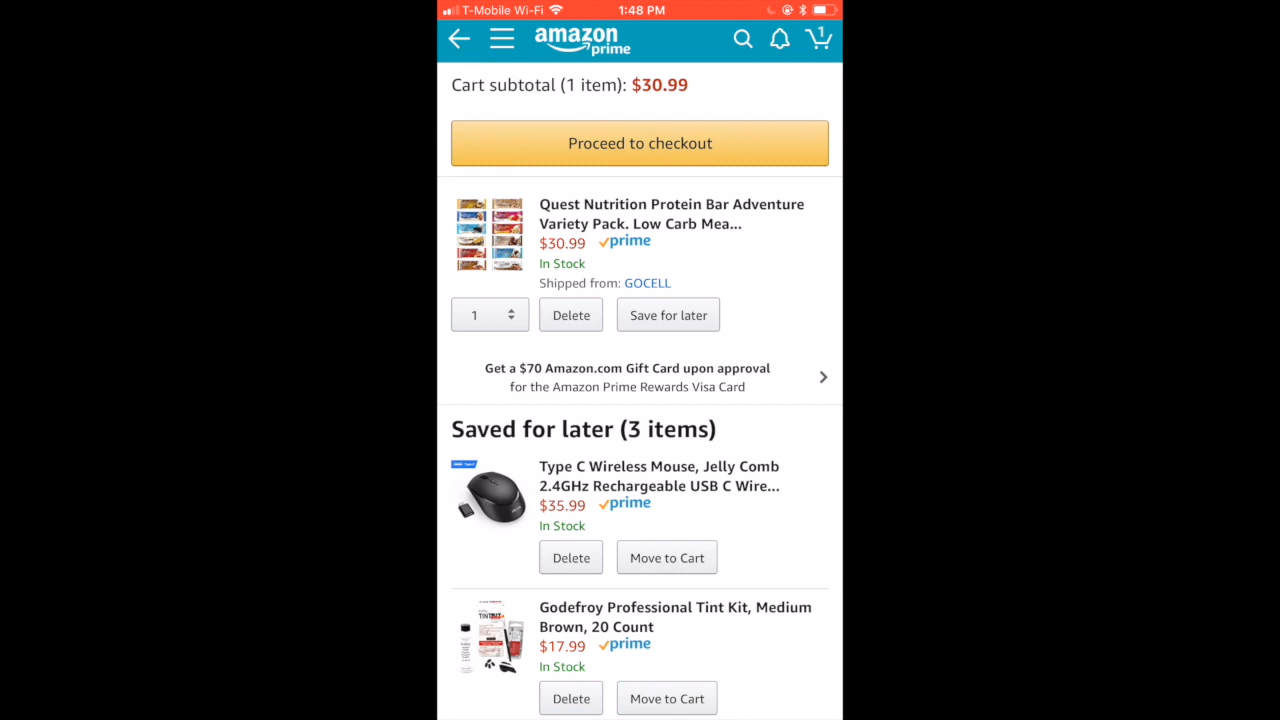 T-Mobile Wi-Fi 1:48 PM
amazon prime 1
Cart subtotal (1 item): $30.99
Proceed to checkout
Quest Nutrition Protein Bar Adventure
Variety Pack. Low Carb Mea...
$30.99 prime
In Stock
Shipped from: GOCELL
1 Delete Save for later
Get a $70 Amazon.com Gift Card upon approval
for the Amazon Prime Rewards Visa Card
Saved for later (3 items)
Type C Wireless Mouse, Jelly Comb
2.4GHz Rechargeable USB C Wire...
$35.99 prime
In Stock
Delete Move to Cart
Godefroy Professional Tint Kit, Medium
Brown, 20 Count
$17.99 prime
In Stock
Delete Move to Cart